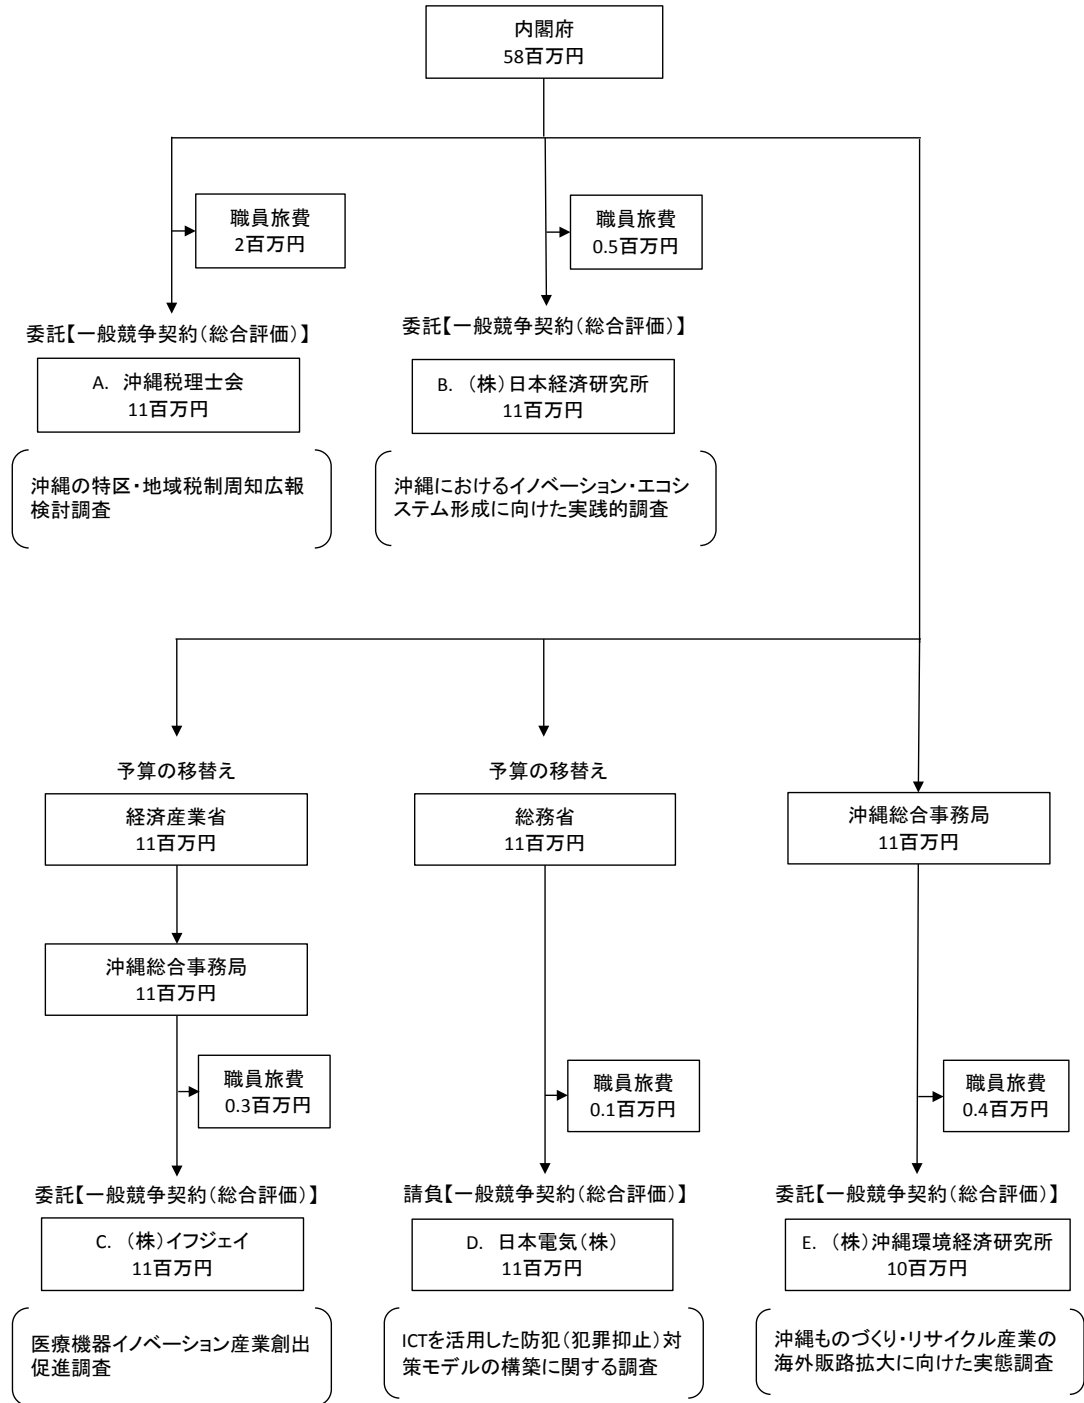 内閣府
58百万円
職員旅費
2百万円
職員旅費
0.5百万円
委託【一般競争契約（総合評価）】
委託【一般競争契約（総合評価）】
A. 沖縄税理士会
11百万円
B. （株）日本経済研究所
11百万円
沖縄の特区・地域税制周知広報
検討調査
沖縄におけるイノベーション・エコシ
ステム形成に向けた実践的調査
予算の移替え
予算の移替え
経済産業省
11百万円
総務省
11百万円
沖縄総合事務局
11百万円
沖縄総合事務局
11百万円
職員旅費
0.3百万円
職員旅費
0.1百万円
職員旅費
0.4百万円
委託【一般競争契約（総合評価）】
請負【一般競争契約（総合評価）】
委託【一般競争契約（総合評価）】
C. （株）イフジェイ
11百万円
D. 日本電気（株）
11百万円
E. （株）沖縄環境経済研究所
10百万円
医療機器イノベーション産業創出
促進調査
ICTを活用した防犯（犯罪抑止）対
策モデルの構築に関する調査
沖縄ものづくり・リサイクル産業の
海外販路拡大に向けた実態調査